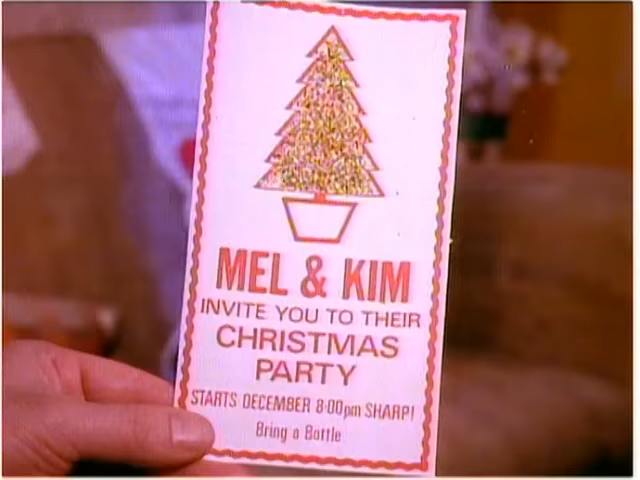 MEL & KIM
INVITE YOU TO THEIR
CHRISTMAS
PARTY
STARTS DECEMBER 8·00pm SHARP!
Bring a Bottle